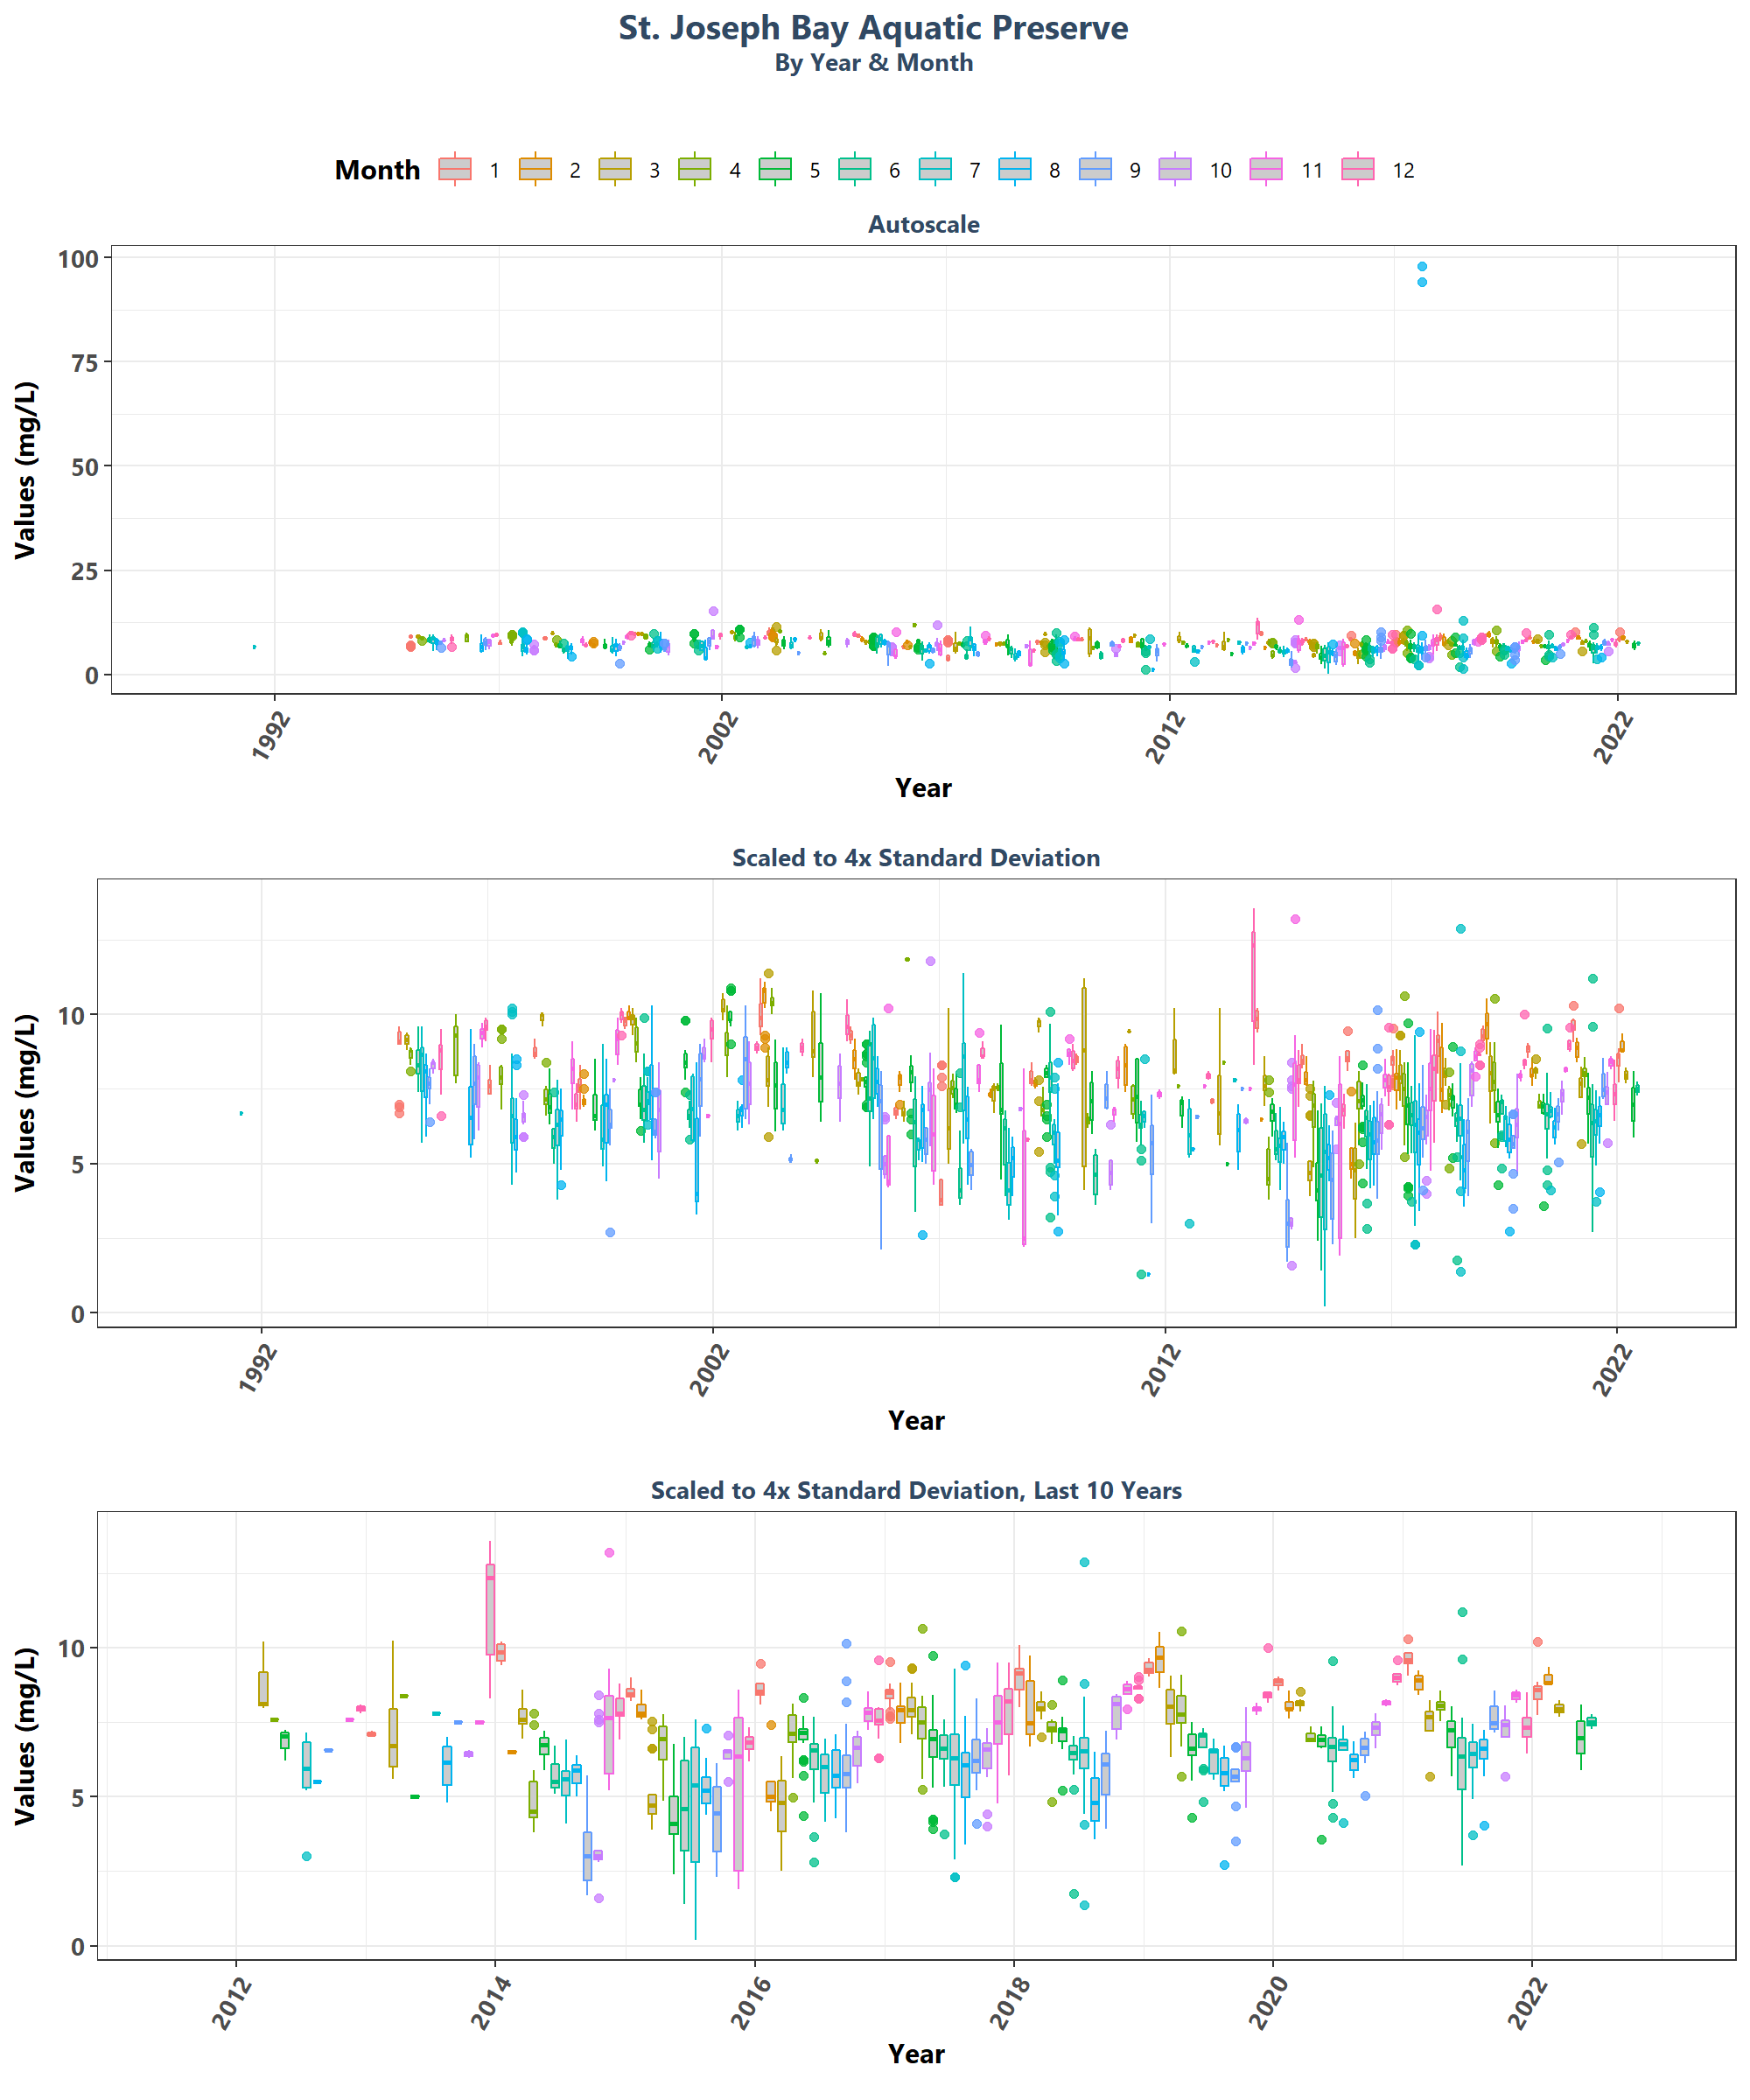 St. Joseph Bay Aquatic Preserve
By Year & Month
Month 1 2 3 4 5 6 7 8 9 10 11 12
Autoscale
100
75
50
25
0
Values (mg/L)
1992 2002 2012 2022
Year
Scaled to 4x Standard Deviation
10
5
0
Values (mg/L)
1992 2002 2012 2022
Year
Scaled to 4x Standard Deviation, Last 10 Years
10
5
0
Values (mg/L)
2012 2014 2016 2018 2020 2022
Year